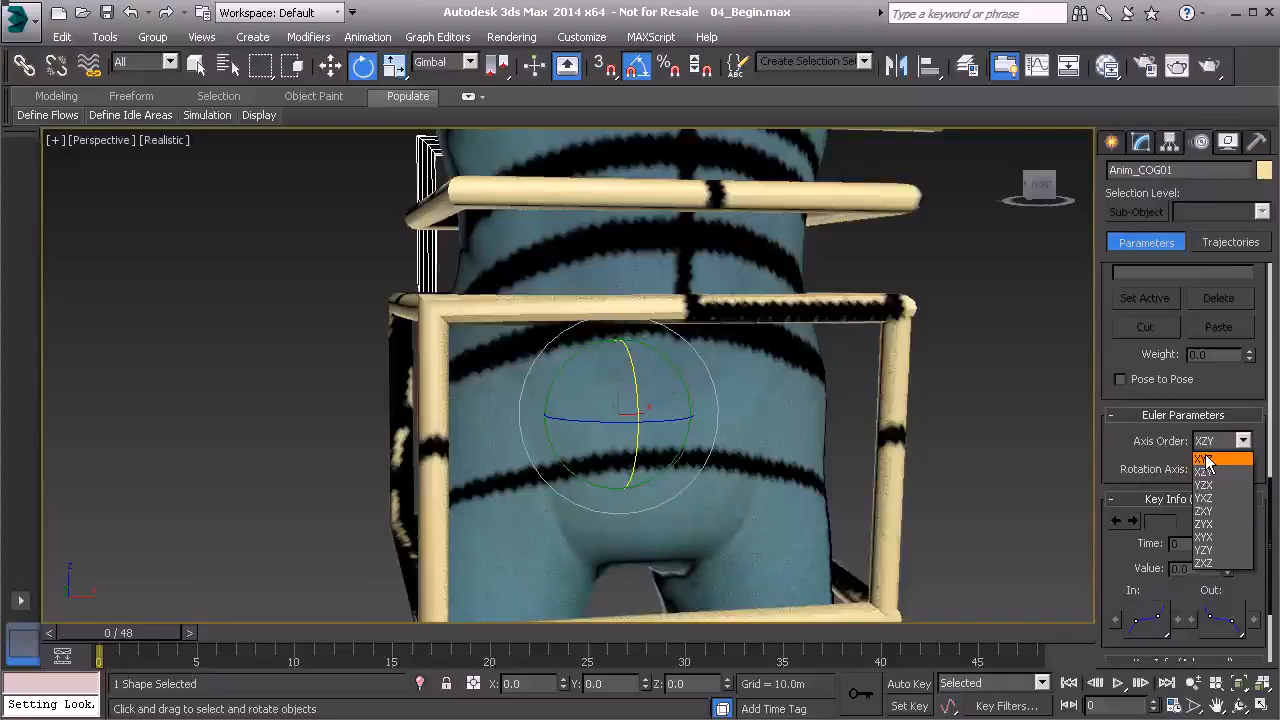 Workspace: Default
Autodesk 3ds Max 2014 x64 - Not for Resale 04_Begin.max
Type a keyword or phrase
Edit Tools Group Views Create Modifiers Animation Graph Editors Rendering Customize MAXScript Help
All Gimbal 3 % Create Selection Se
Modeling Freeform Selection Object Paint Populate
Define Flows Define Idle Areas Simulation Display
[+] [Perspective] [Realistic]
FRONT
Anim_COG01
Selection Level:
Sub-Object
Parameters Trajectories
Set Active Delete
Cut Paste
Weight: 0.0
Pose to Pose
- Euler Parameters
Axis Order: XZY
Rotation Axis:
XYZ
XZY
YZX
YXZ
ZXY
ZYX
XYX
YZY
ZXZ
- Key Info (
Time: 0
Value: 0.0
In: Out:
x
z
< 0 / 48 >
0 5 10 15 20 25 30 35 40 45
1 Shape Selected X: 0.0 Y: 0.0 Z: 0.0 Grid = 10.0m Auto Key Selected
Setting Look. Click and drag to select and rotate objects Add Time Tag Set Key Key Filters... 0